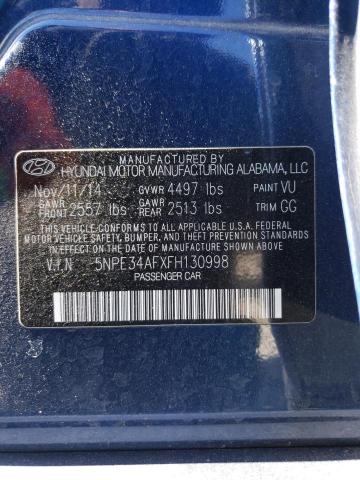 MANUFACTURED BY
HYUNDAI MOTOR MANUFACTURING ALABAMA, LLC
Nov/11/14 GVWR 4497 lbs PAINT VU
GAWR FRONT 2557 lbs GAWR REAR 2513 lbs TRIM GG
THIS VEHICLE CONFORMS TO ALL APPLICABLE U.S. FEDERAL MOTOR
VEHICLE SAFETY, BUMPER, AND THEFT PREVENTION STANDARDS
IN EFFECT ON THE DATE OF MANUFACTURE SHOWN ABOVE.
V.I.N 5NPE34AFXFH130998
PASSENGER CAR